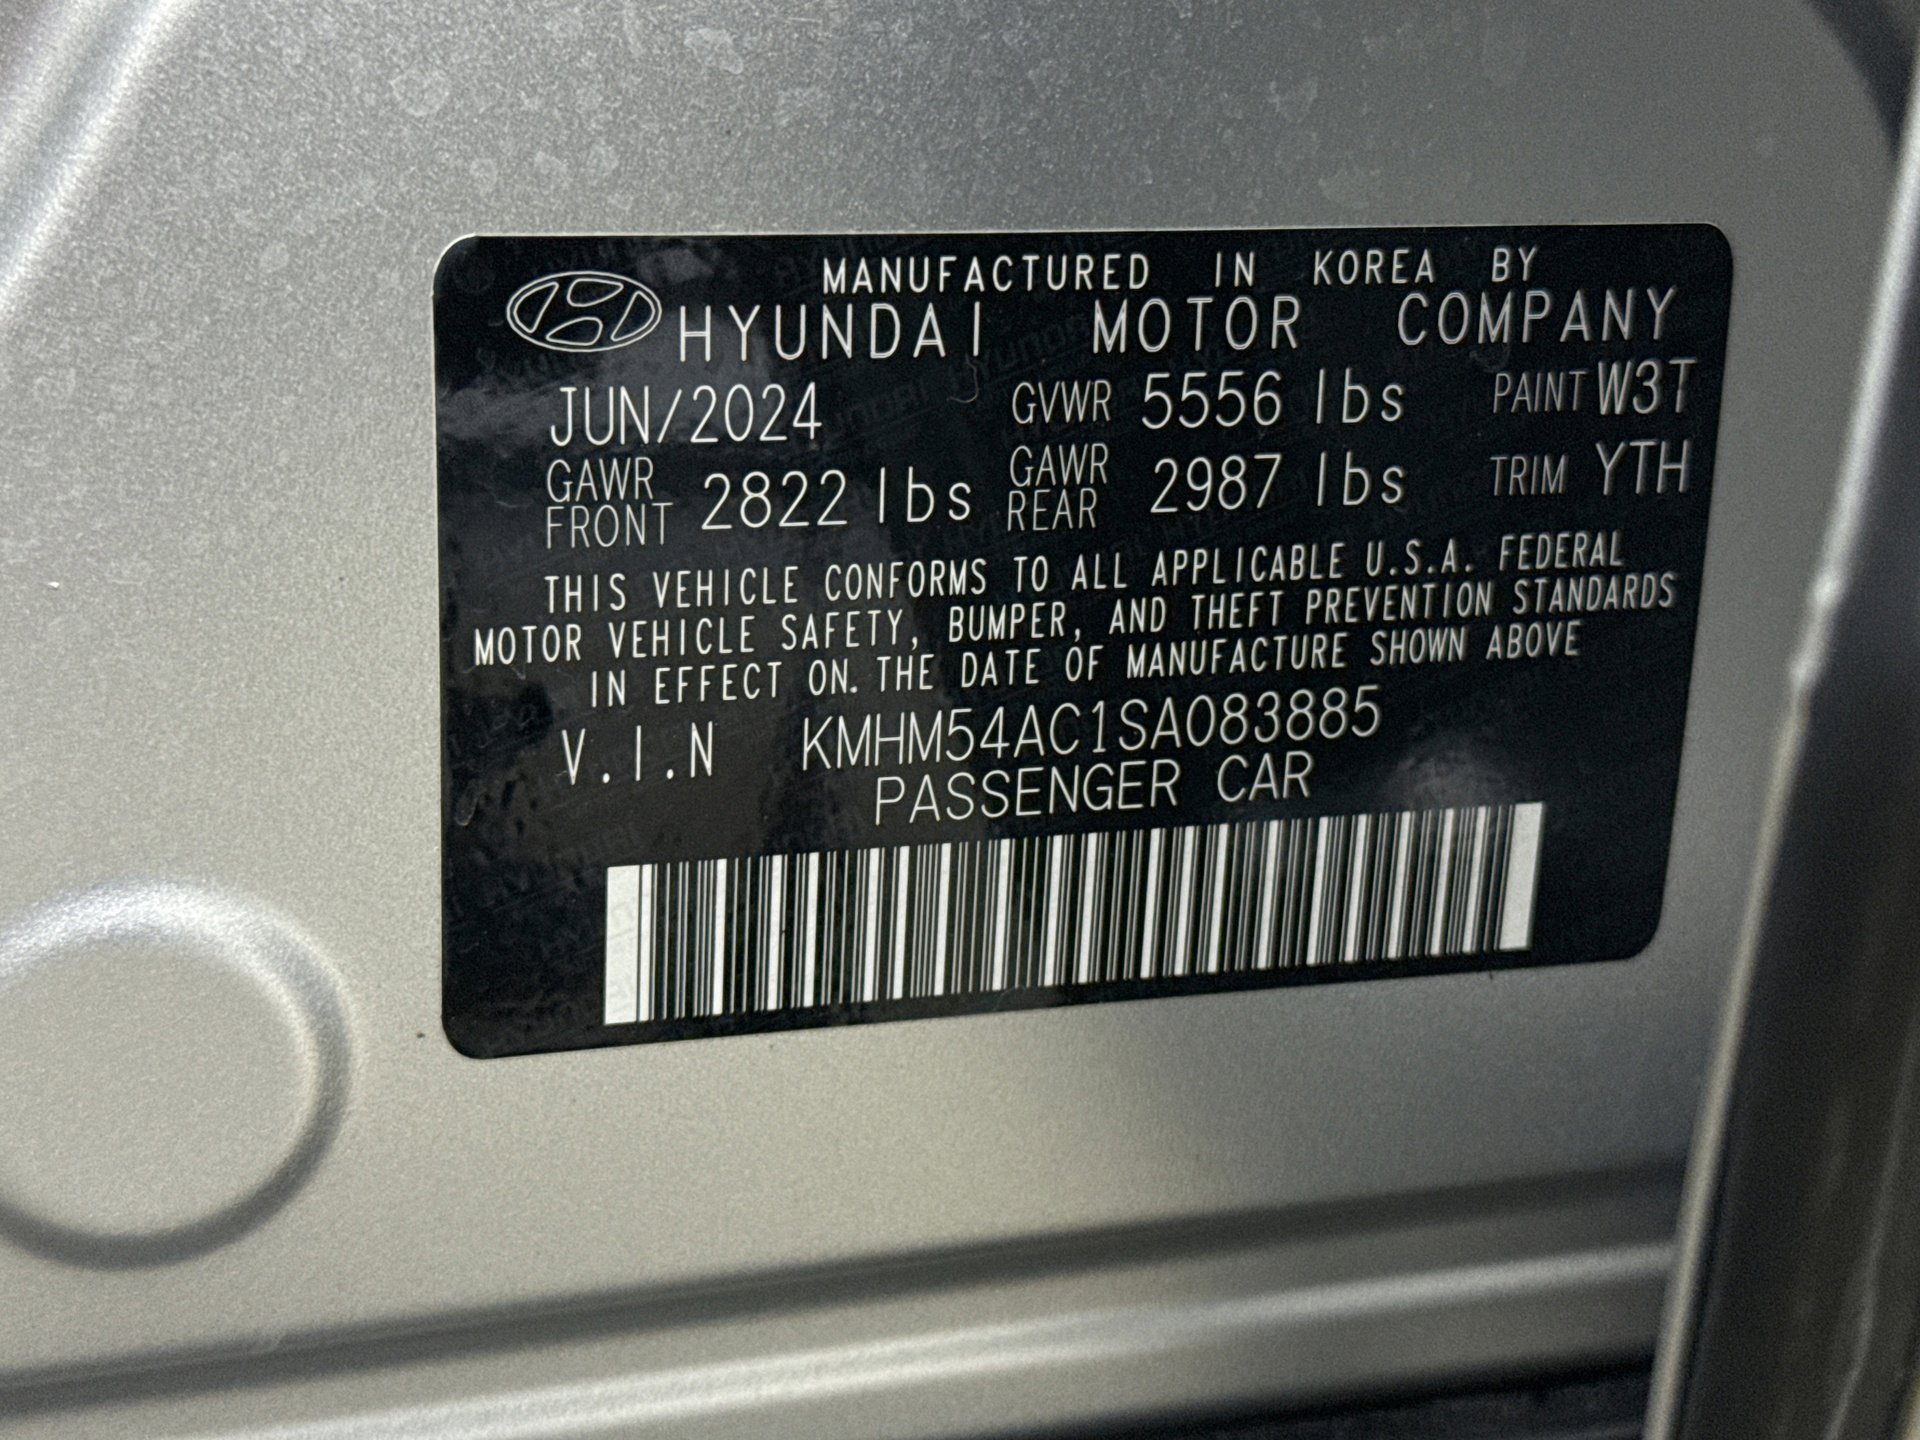 MANUFACTURED IN KOREA BY
HYUNDAI MOTOR COMPANY
JUN/2024 GVWR 5556 lbs PAINT W3T
GAWR FRONT 2822 lbs GAWR REAR 2987 lbs TRIM YTH
THIS VEHICLE CONFORMS TO ALL APPLICABLE U.S.A. FEDERAL
MOTOR VEHICLE SAFETY, BUMPER, AND THEFT PREVENTION STANDARDS
IN EFFECT ON. THE DATE OF MANUFACTURE SHOWN ABOVE
V.I.N KMHM54AC1SA083885
PASSENGER CAR